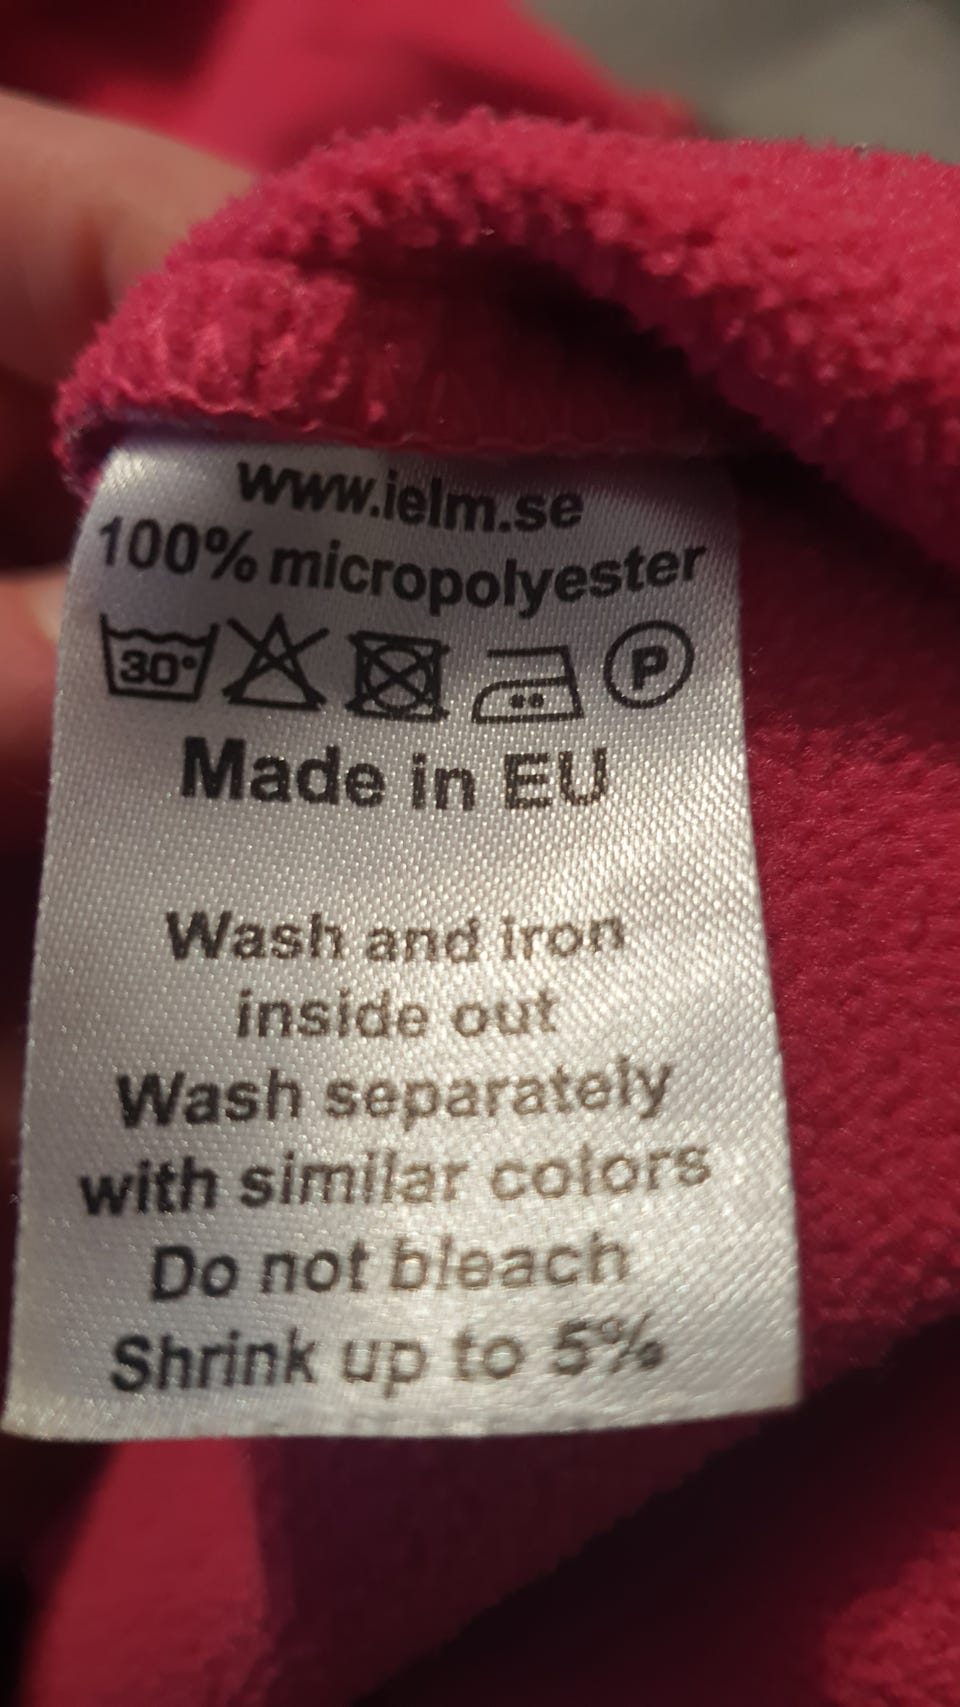 www.ielm.se
100% micropolyester
30° P
Made in EU
Wash and iron
inside out
Wash separately
with similar colors
Do not bleach
Shrink up to 5%